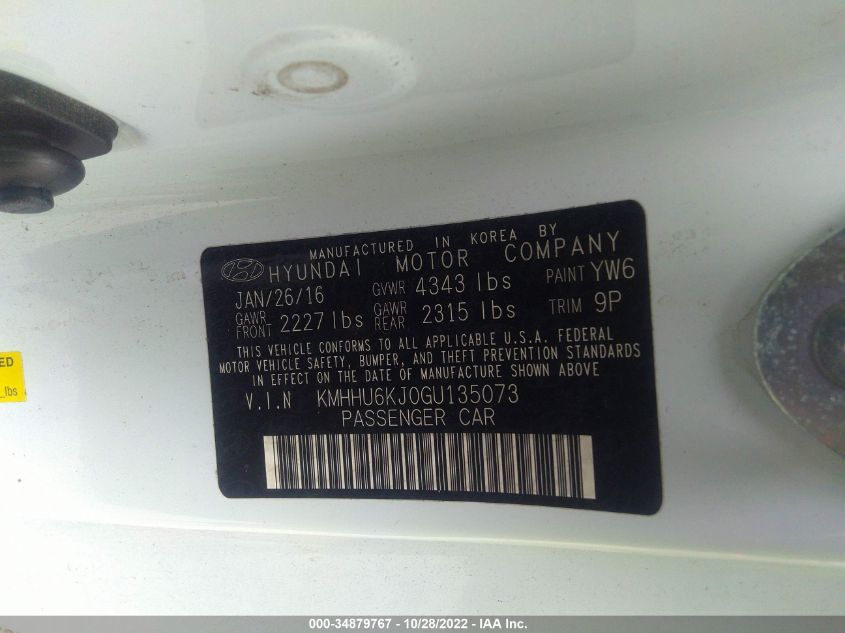 MANUFACTURED IN KOREA BY
HYUNDAI MOTOR COMPANY
JAN/26/16 GVWR 4343 lbs PAINT YW6
GAWR FRONT 2227 lbs GAWR REAR 2315 lbs TRIM 9P
THIS VEHICLE CONFORMS TO ALL APPLICABLE U.S.A. FEDERAL
MOTOR VEHICLE SAFETY, BUMPER, AND THEFT PREVENTION STANDARDS
IN EFFECT ON THE DATE OF MANUFACTURE SHOWN ABOVE
V.I.N KMHHU6KJ0GU135073
PASSENGER CAR
lbs
000-34879767 - 10/28/2022 - IAA Inc.